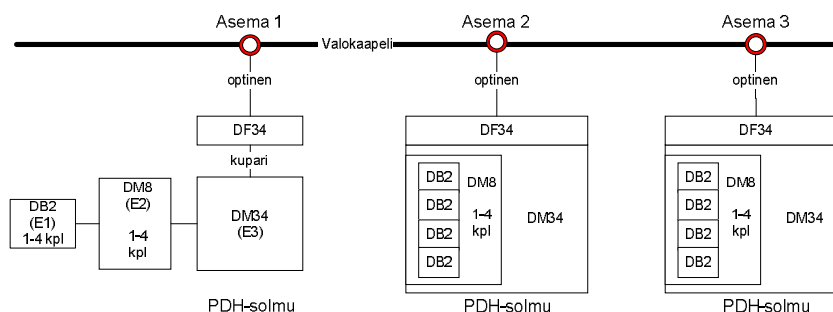 Asema 1
Asema 2
Asema 3
Valokaapeli
optinen
optinen
optinen
DF34
DF34
DF34
kupari
DB2
(E1)
1-4 kpl
DM8
(E2)
1-4
kpl
DM34
(E3)
DB2
DB2
DB2
DB2
DM8
1-4
kpl
DM34
DB2
DB2
DB2
DB2
DM8
1-4
kpl
DM34
PDH-solmu
PDH-solmu
PDH-solmu